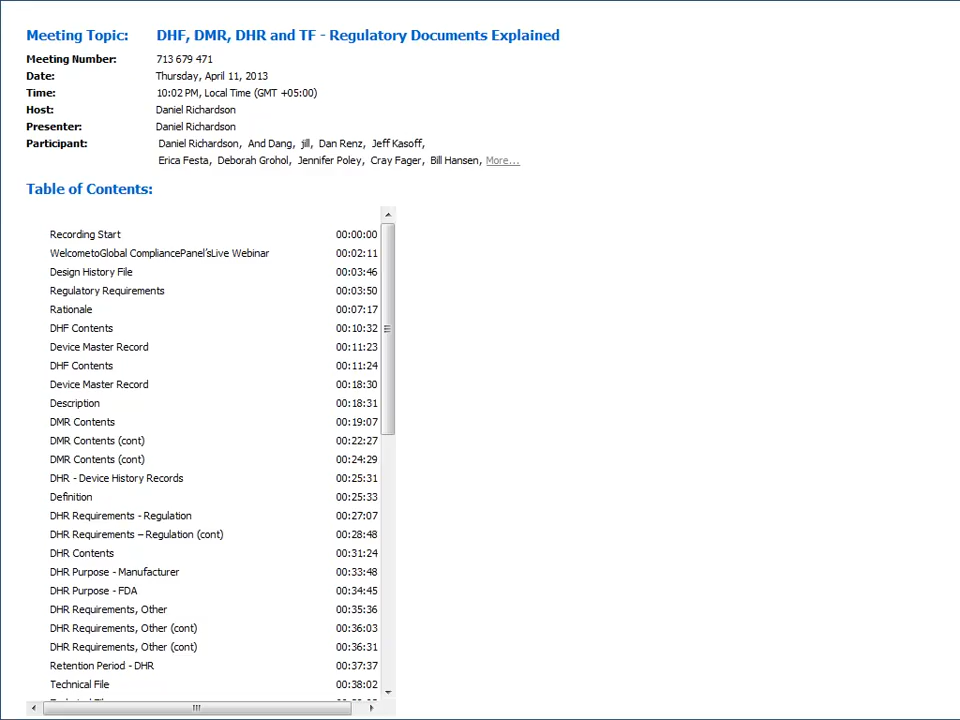 Meeting Topic: DHF, DMR, DHR and TF - Regulatory Documents Explained
Meeting Number: 713 679 471
Date: Thursday, April 11, 2013
Time: 10:02 PM, Local Time (GMT +05:00)
Host: Daniel Richardson
Presenter: Daniel Richardson
Participant: Daniel Richardson, And Dang, jill, Dan Renz, Jeff Kasoff,
Erica Festa, Deborah Grohol, Jennifer Poley, Cray Fager, Bill Hansen, More...
Table of Contents:
Recording Start 00:00:00
WelcometoGlobal CompliancePanel'sLive Webinar 00:02:11
Design History File 00:03:46
Regulatory Requirements 00:03:50
Rationale 00:07:17
DHF Contents 00:10:32
Device Master Record 00:11:23
DHF Contents 00:11:24
Device Master Record 00:18:30
Description 00:18:31
DMR Contents 00:19:07
DMR Contents (cont) 00:22:27
DMR Contents (cont) 00:24:29
DHR - Device History Records 00:25:31
Definition 00:25:33
DHR Requirements - Regulation 00:27:07
DHR Requirements – Regulation (cont) 00:28:48
DHR Contents 00:31:24
DHR Purpose - Manufacturer 00:33:48
DHR Purpose - FDA 00:34:45
DHR Requirements, Other 00:35:36
DHR Requirements, Other (cont) 00:36:03
DHR Requirements, Other (cont) 00:36:31
Retention Period - DHR 00:37:37
Technical File 00:38:02